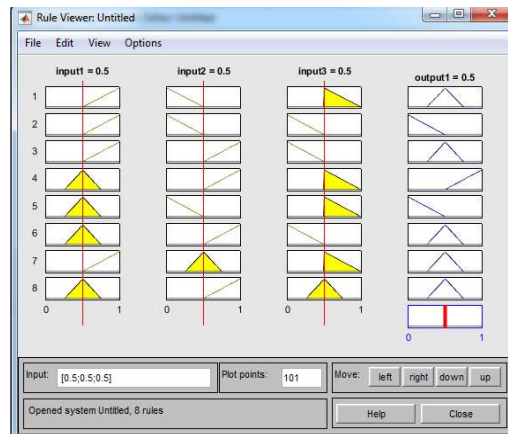 Rule Viewer: Untitled
File Edit View Options
input1 = 0.5 input2 = 0.5 input3 = 0.5 output1 = 0.5
1
2
3
4
5
6
7
8
0 1 0 1 0 1
0 1
Input: [0.5;0.5;0.5] Plot points: 101 Move: left right down up
Opened system Untitled, 8 rules Help Close